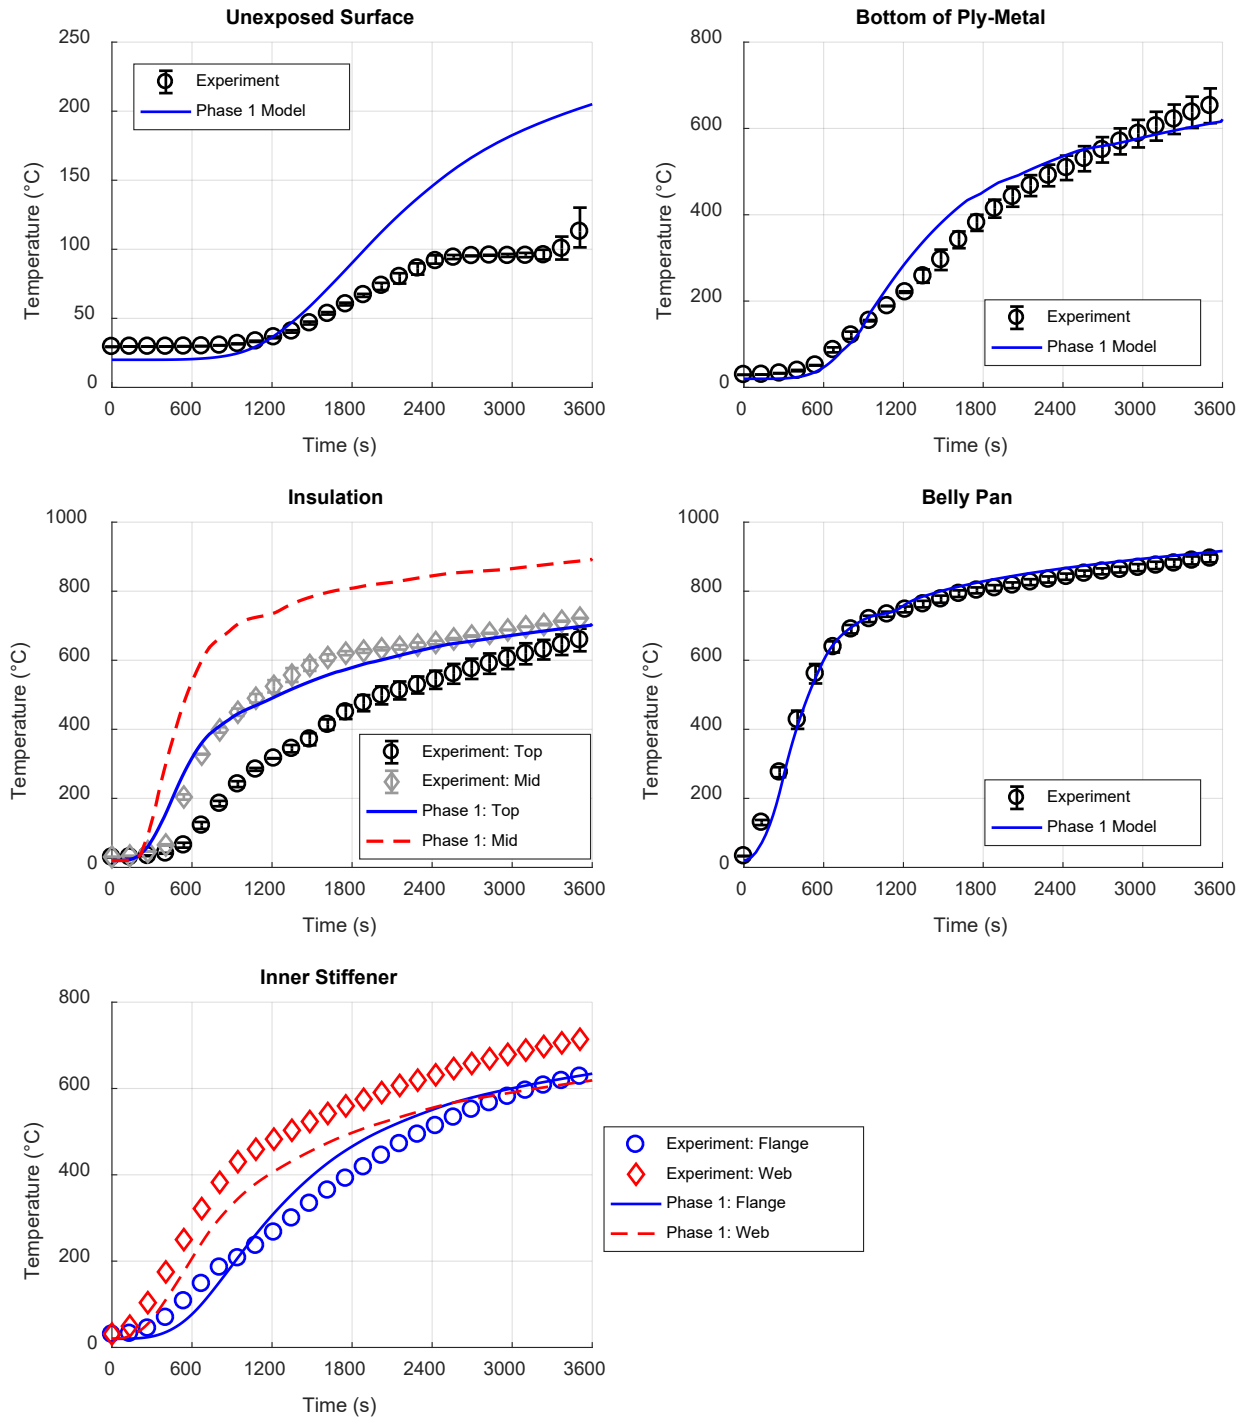 Unexposed Surface
250
200
150
100
50
0
Temperature (°C)
Experiment
Phase 1 Model
0 600 1200 1800 2400 3000 3600
Time (s)
Bottom of Ply-Metal
800
600
400
200
0
Temperature (°C)
Experiment
Phase 1 Model
0 600 1200 1800 2400 3000 3600
Time (s)
Insulation
1000
800
600
400
200
0
Temperature (°C)
Experiment: Top
Experiment: Mid
Phase 1: Top
Phase 1: Mid
0 600 1200 1800 2400 3000 3600
Time (s)
Belly Pan
1000
800
600
400
200
0
Temperature (°C)
Experiment
Phase 1 Model
0 600 1200 1800 2400 3000 3600
Time (s)
Inner Stiffener
800
600
400
200
0
Temperature (°C)
0 600 1200 1800 2400 3000 3600
Time (s)
Experiment: Flange
Experiment: Web
Phase 1: Flange
Phase 1: Web